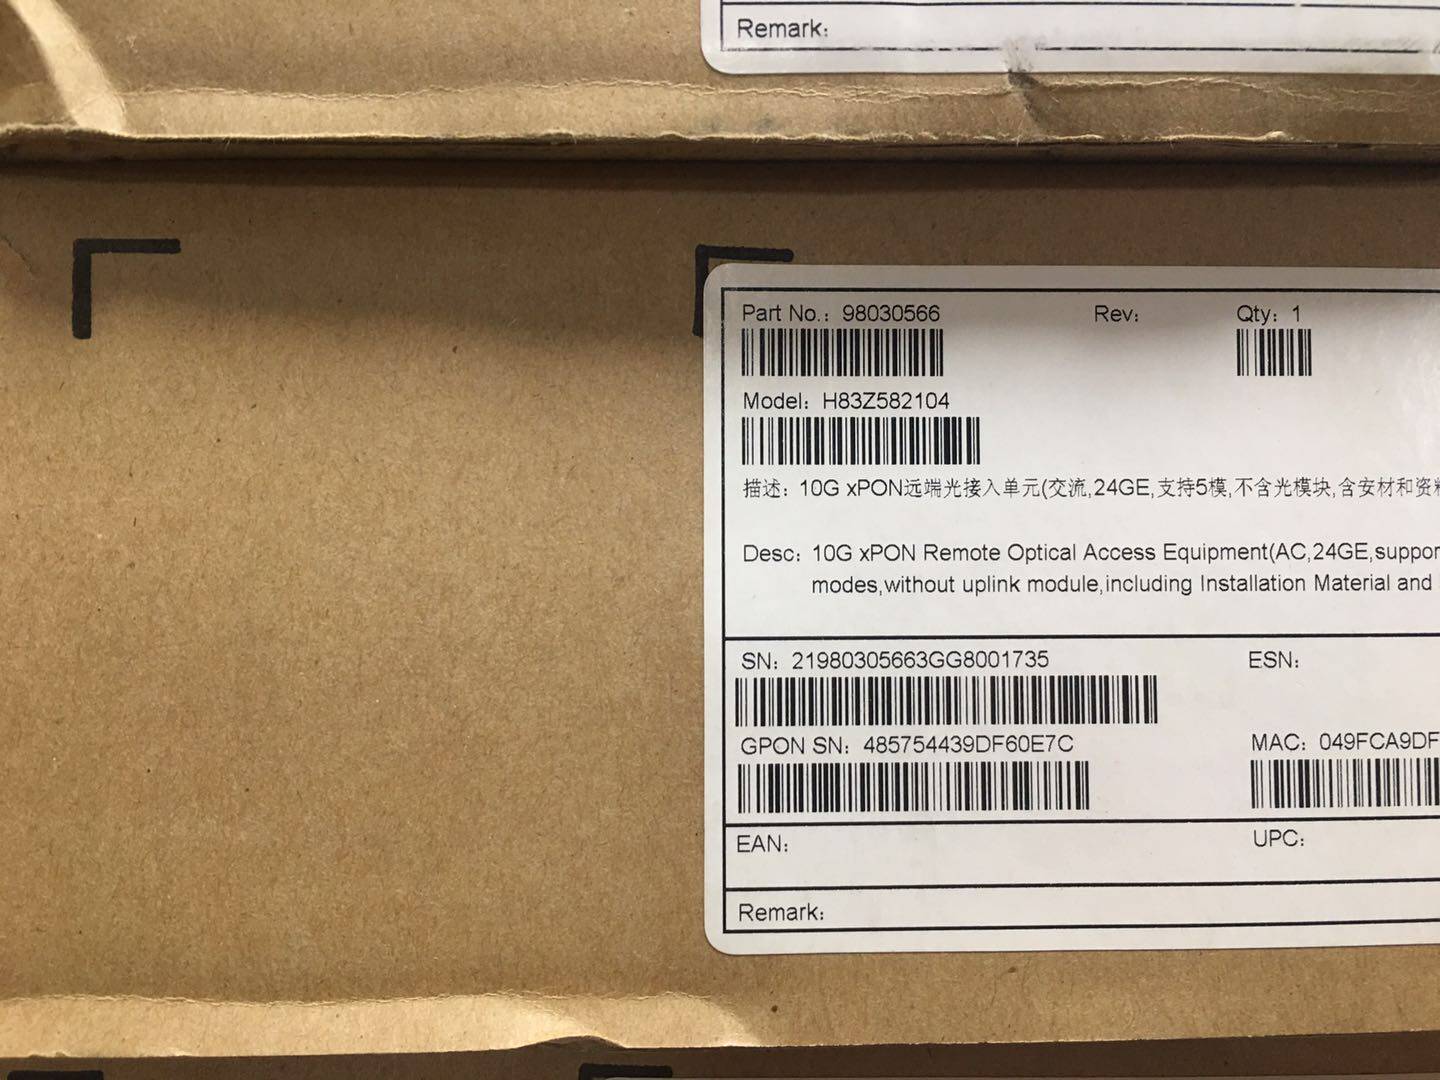 Remark:
Part No.: 98030566 Rev: Qty: 1
Model: H83Z582104
描述: 10G xPON远端光接入单元(交流,24GE,支持5模,不含光模块,含安材和资料
Desc: 10G xPON Remote Optical Access Equipment(AC,24GE,suppor
modes,without uplink module,including Installation Material and
SN: 21980305663GG8001735 ESN:
GPON SN: 485754439DF60E7C MAC: 049FCA9DF
EAN: UPC:
Remark: